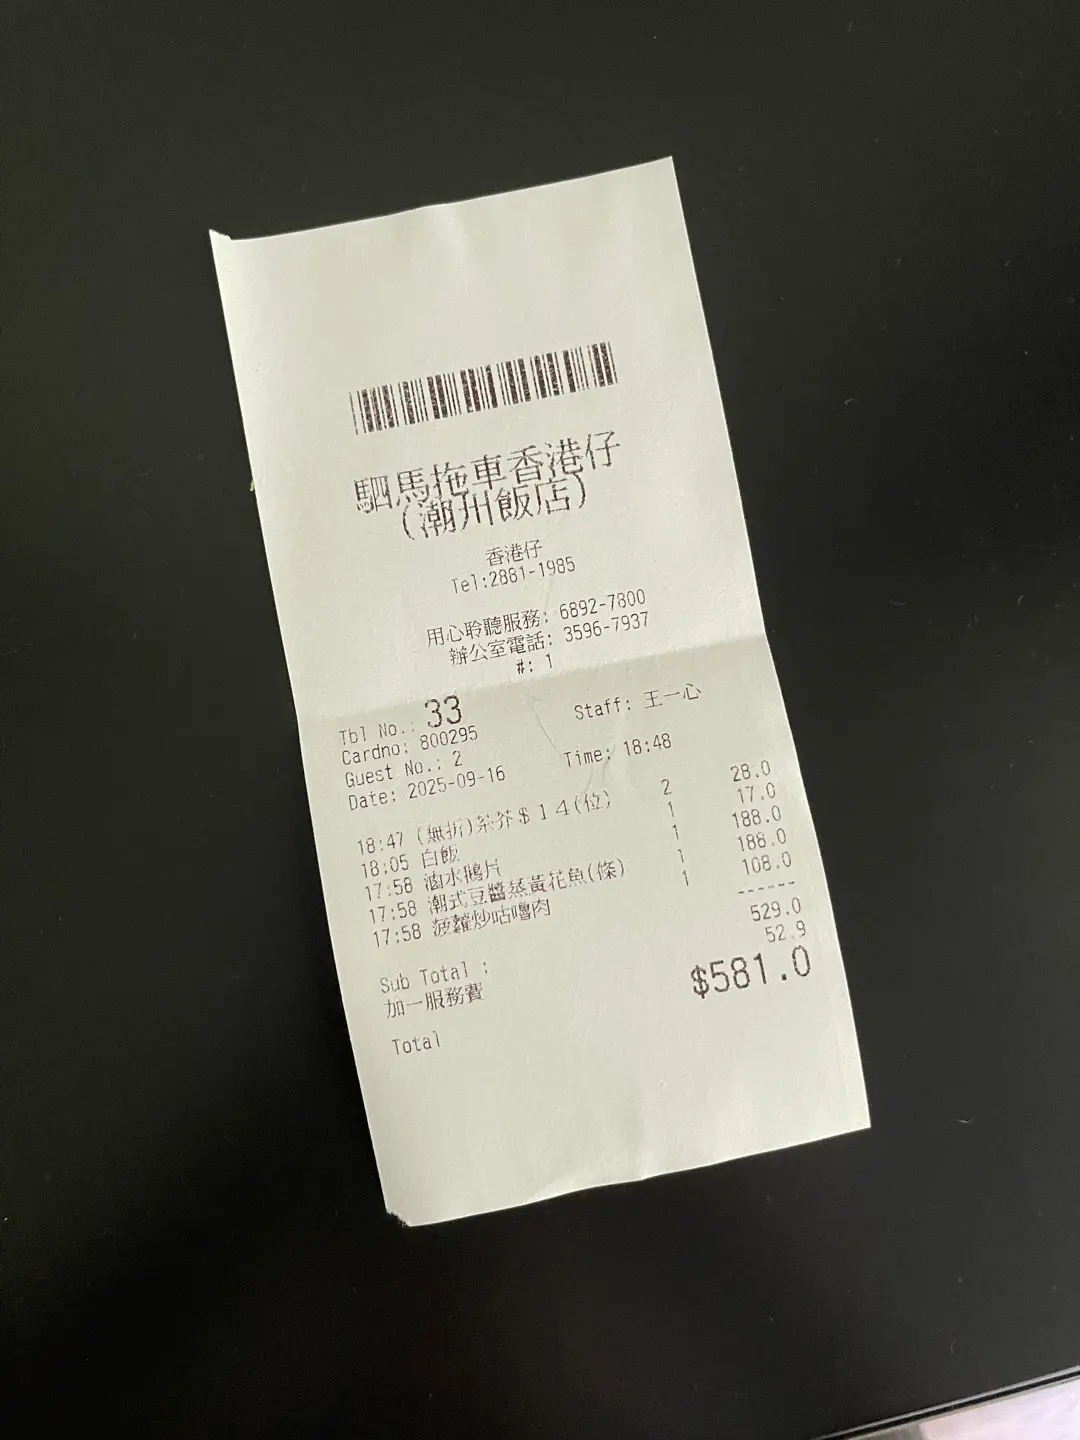 駟馬拖車香港仔
(潮州飯店)
香港仔
Tel:2881-1985
用心聆聽服務: 6892-7800
辦公室電話: 3596-7937
#: 1
Tbl No.: 33 Staff: 王一心
Cardno: 800295
Guest No.: 2
Date: 2025-09-16 Time: 18:48
18:47 (無折)茶芥$14(位) 2 28.0
18:05 白飯 1 17.0
17:58 滷水鵝片 1 188.0
17:58 潮式豆醬蒸黃花魚(條) 1 188.0
17:58 菠蘿炒咕嚕肉 1 108.0
------
Sub Total : 529.0
加一服務費 52.9
Total $581.0